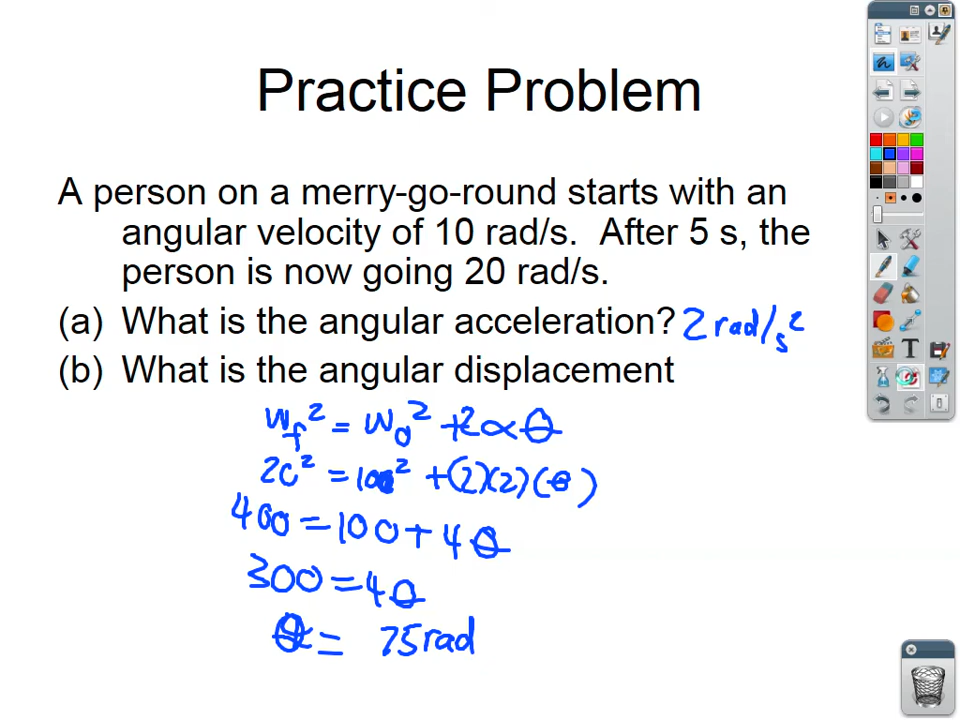 Practice Problem
A person on a merry-go-round starts with an
angular velocity of 10 rad/s. After 5 s, the
person is now going 20 rad/s.
(a) What is the angular acceleration? 2 rad/s²
(b) What is the angular displacement
ω_f² = ω_o² + 2αθ
20² = 10² + (2)(2)(θ)
400 = 100 + 4θ
300 = 4θ
θ = 75 rad
T